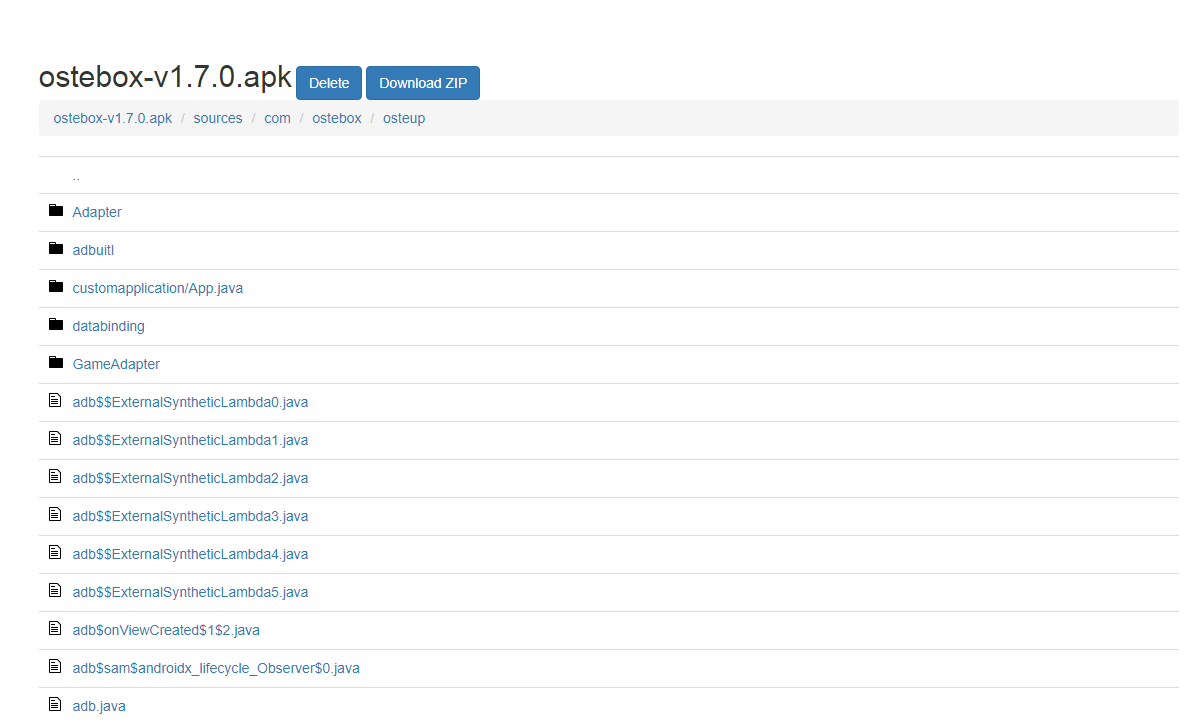 ostebox-v1.7.0.apk Delete Download ZIP
ostebox-v1.7.0.apk / sources / com / ostebox / osteup
..
Adapter
adbuitl
customapplication/App.java
databinding
GameAdapter
adb$$ExternalSyntheticLambda0.java
adb$$ExternalSyntheticLambda1.java
adb$$ExternalSyntheticLambda2.java
adb$$ExternalSyntheticLambda3.java
adb$$ExternalSyntheticLambda4.java
adb$$ExternalSyntheticLambda5.java
adb$onViewCreated$1$2.java
adb$sam$androidx_lifecycle_Observer$0.java
adb.java